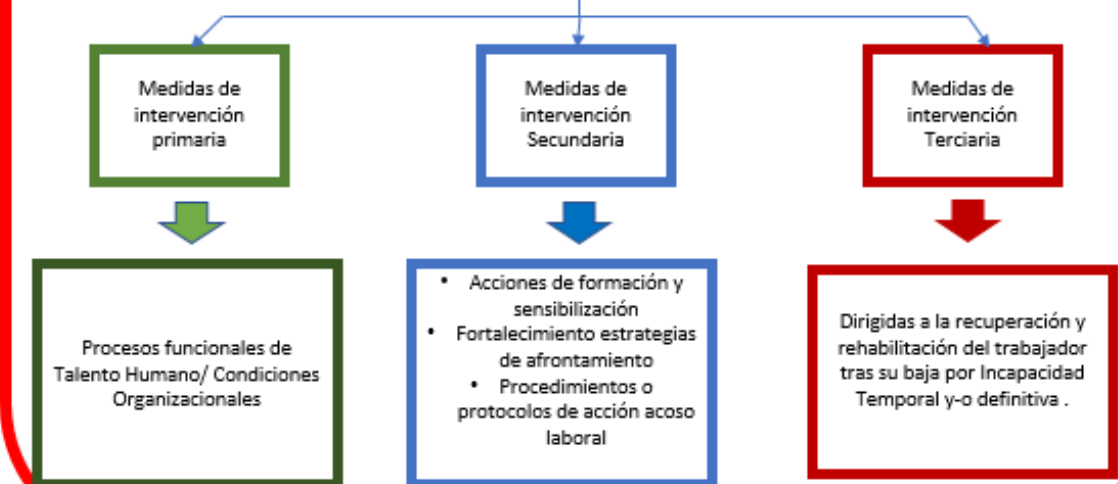 Medidas de
intervención
primaria
Medidas de
intervención
Secundaria
Medidas de
intervención
Terciaria
Procesos funcionales de
Talento Humano/ Condiciones
Organizacionales
• Acciones de formación y
sensibilización
• Fortalecimiento estrategias
de afrontamiento
• Procedimientos o
protocolos de acción acoso
laboral
Dirigidas a la recuperación y
rehabilitación del trabajador
tras su baja por Incapacidad
Temporal y-o definitiva .